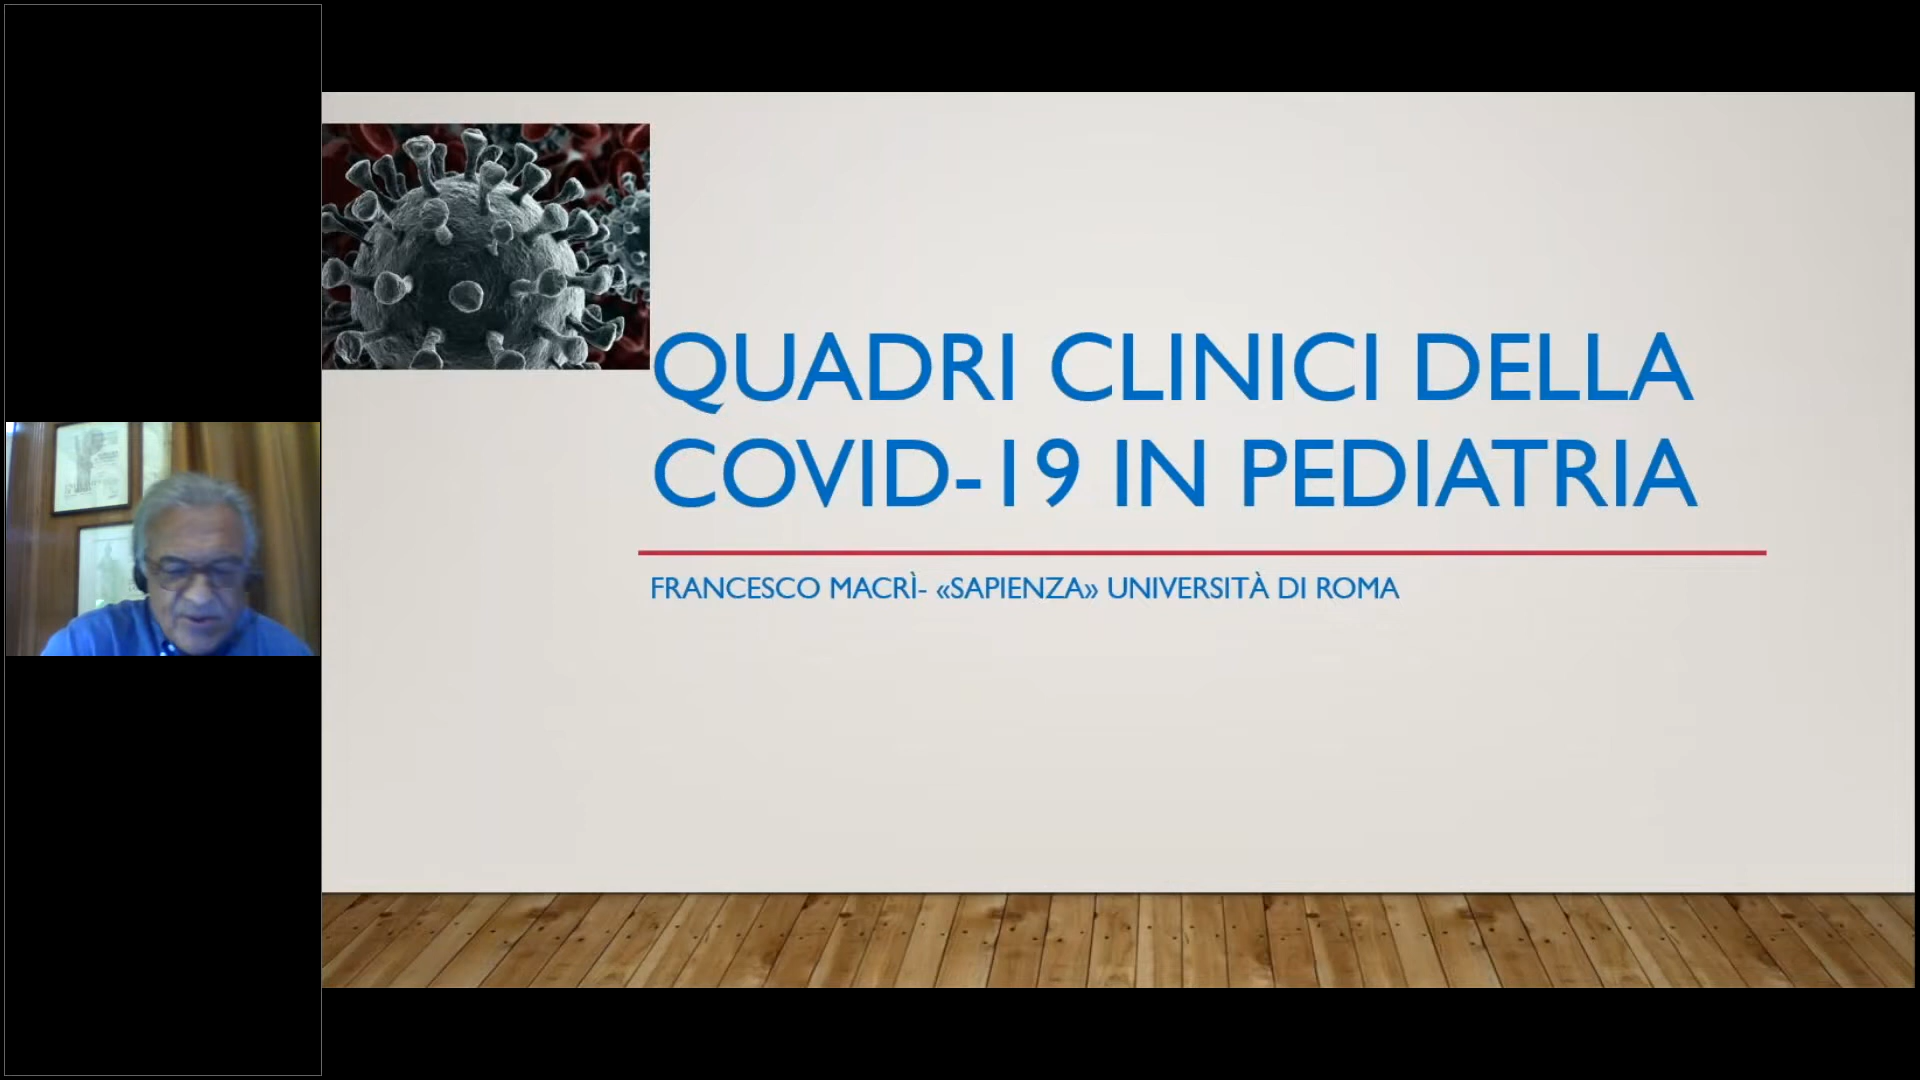 QUADRI CLINICI DELLA
COVID-19 IN PEDIATRIA
FRANCESCO MACRÌ- «SAPIENZA» UNIVERSITÀ DI ROMA